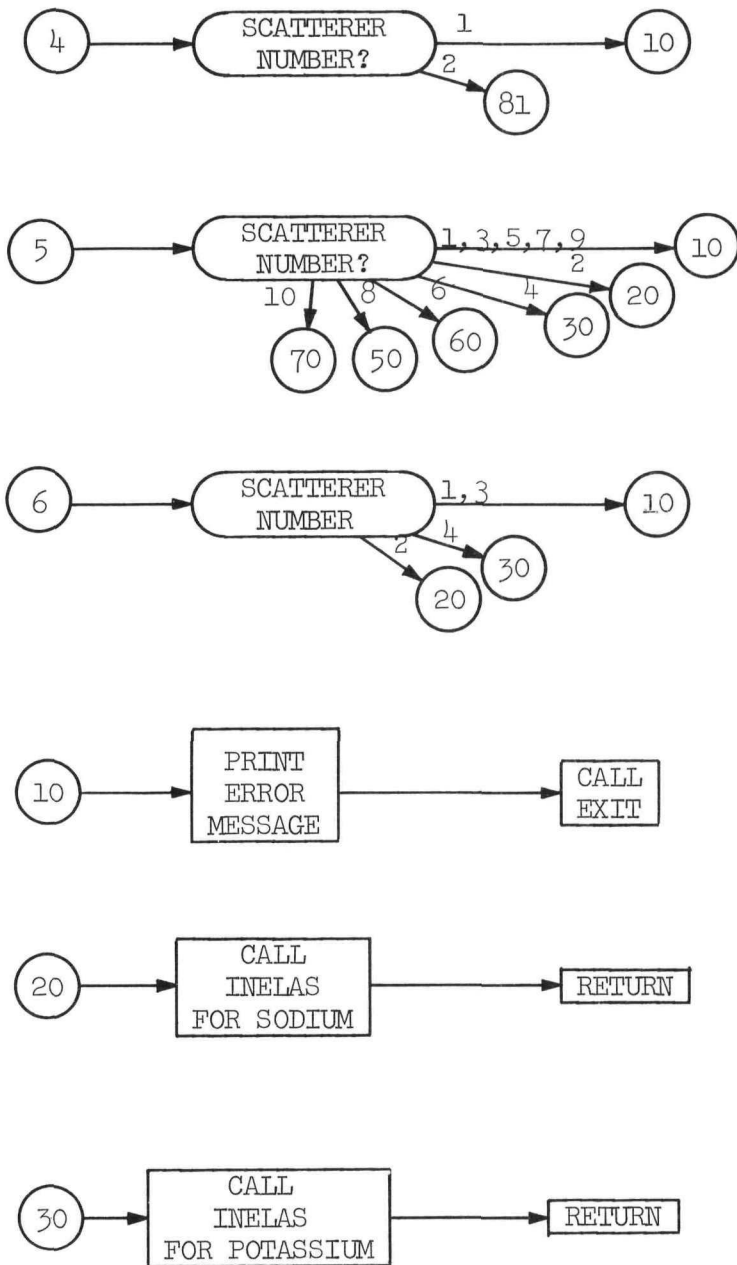 4
SCATTERER
NUMBER?
1
10
2
81
5
SCATTERER
NUMBER?
1,3,5,7,9
10
2
20
4
30
6
60
8
50
10
70
6
SCATTERER
NUMBER
1,3
10
4
30
2
20
10
PRINT
ERROR
MESSAGE
CALL
EXIT
20
CALL
INELAS
FOR SODIUM
RETURN
30
CALL
INELAS
FOR POTASSIUM
RETURN